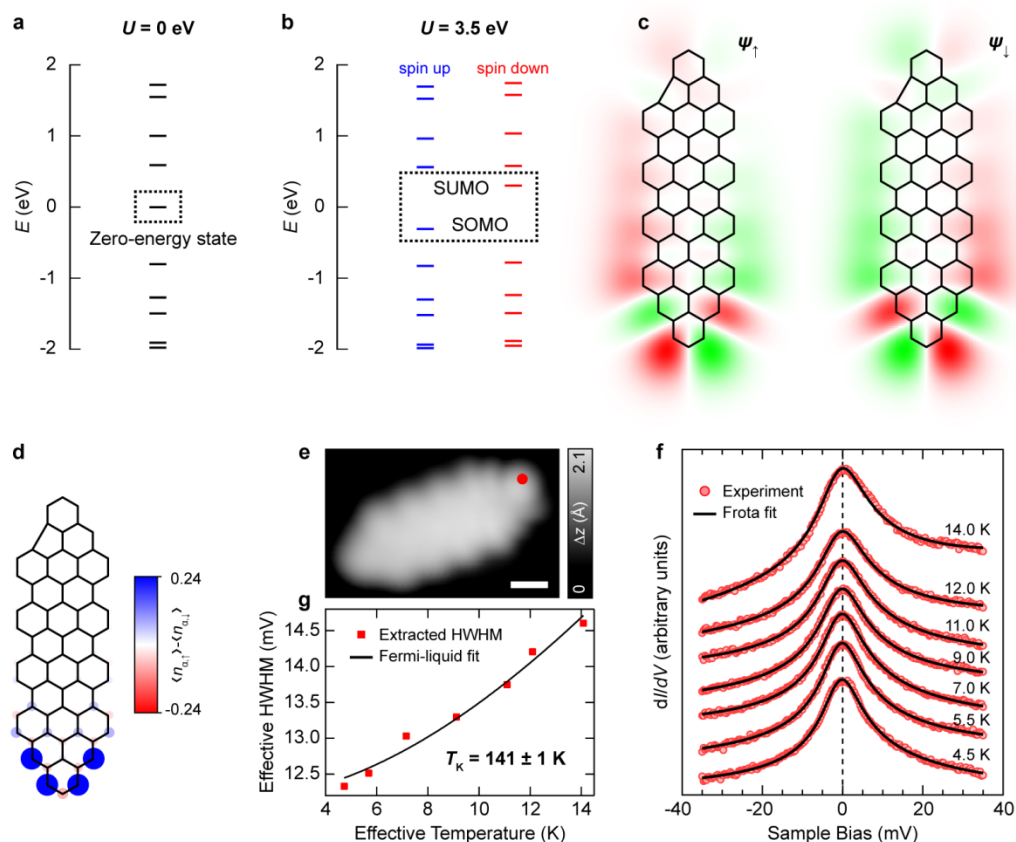 a
U = 0 eV
2
1
0
-1
-2
E (eV)
Zero-energy state
b
U = 3.5 eV
spin up
spin down
2
1
0
-1
-2
E (eV)
SUMO
SOMO
c
ψ↑
ψ↓
d
0.24
-0.24
⟨ηα,↑⟩-⟨ηα,↓⟩
e
2.1
Δz (Å)
0
g
14.5
14.0
13.5
13.0
12.5
Effective HWHM (mV)
Extracted HWHM
Fermi-liquid fit
TK = 141 ± 1 K
4 6 8 10 12 14
Effective Temperature (K)
f
Experiment
Frota fit
14.0 K
12.0 K
11.0 K
9.0 K
7.0 K
5.5 K
4.5 K
dI/dV (arbitrary units)
-40 -20 0 20 40
Sample Bias (mV)